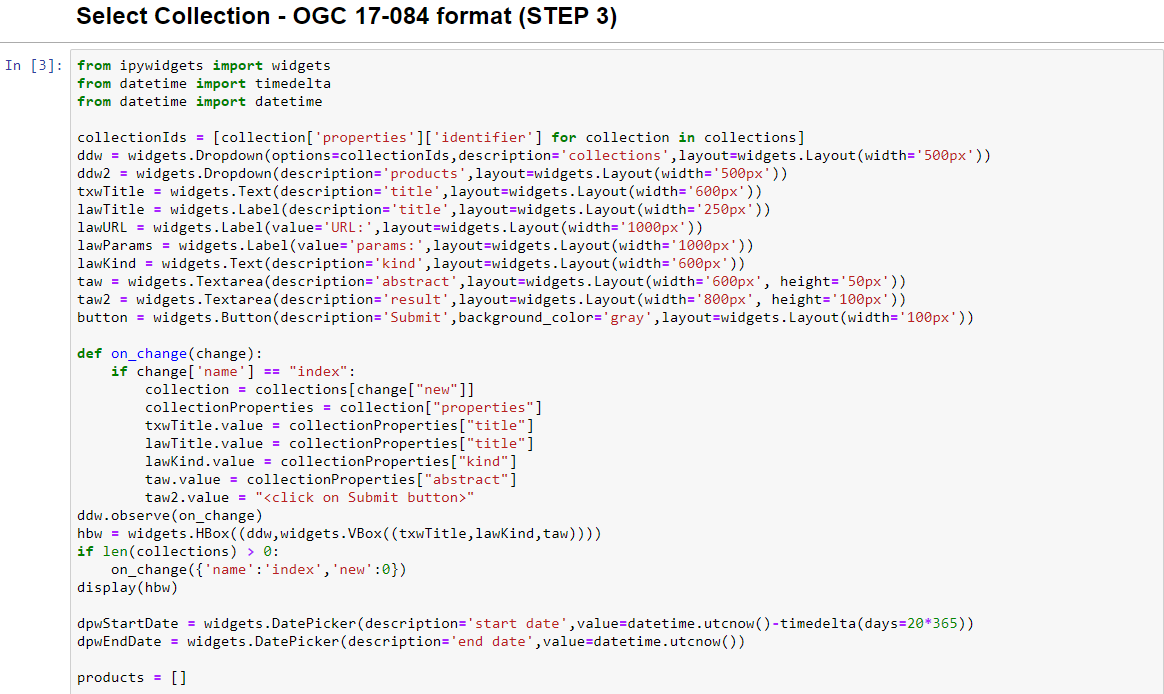 Select Collection - OGC 17-084 format (STEP 3)
In [3]:
from ipywidgets import widgets
from datetime import timedelta
from datetime import datetime

collectionIds = [collection['properties']['identifier'] for collection in collections]
ddw = widgets.Dropdown(options=collectionIds,description='collections',layout=widgets.Layout(width='500px'))
ddw2 = widgets.Dropdown(description='products',layout=widgets.Layout(width='500px'))
txwTitle = widgets.Text(description='title',layout=widgets.Layout(width='600px'))
lawTitle = widgets.Label(description='title',layout=widgets.Layout(width='250px'))
lawURL = widgets.Label(value='URL:',layout=widgets.Layout(width='1000px'))
lawParams = widgets.Label(value='params:',layout=widgets.Layout(width='1000px'))
lawKind = widgets.Text(description='kind',layout=widgets.Layout(width='600px'))
taw = widgets.Textarea(description='abstract',layout=widgets.Layout(width='600px', height='50px'))
taw2 = widgets.Textarea(description='result',layout=widgets.Layout(width='800px', height='100px'))
button = widgets.Button(description='Submit',background_color='gray',layout=widgets.Layout(width='100px'))

def on_change(change):
    if change['name'] == "index":
        collection = collections[change["new"]]
        collectionProperties = collection["properties"]
        txwTitle.value = collectionProperties["title"]
        lawTitle.value = collectionProperties["title"]
        lawKind.value = collectionProperties["kind"]
        taw.value = collectionProperties["abstract"]
        taw2.value = "<click on Submit button>"
ddw.observe(on_change)
hbw = widgets.HBox((ddw,widgets.VBox((txwTitle,lawKind,taw))))
if len(collections) > 0:
    on_change({'name':'index','new':0})
display(hbw)

dpwStartDate = widgets.DatePicker(description='start date',value=datetime.utcnow()-timedelta(days=20*365))
dpwEndDate = widgets.DatePicker(description='end date',value=datetime.utcnow())

products = []